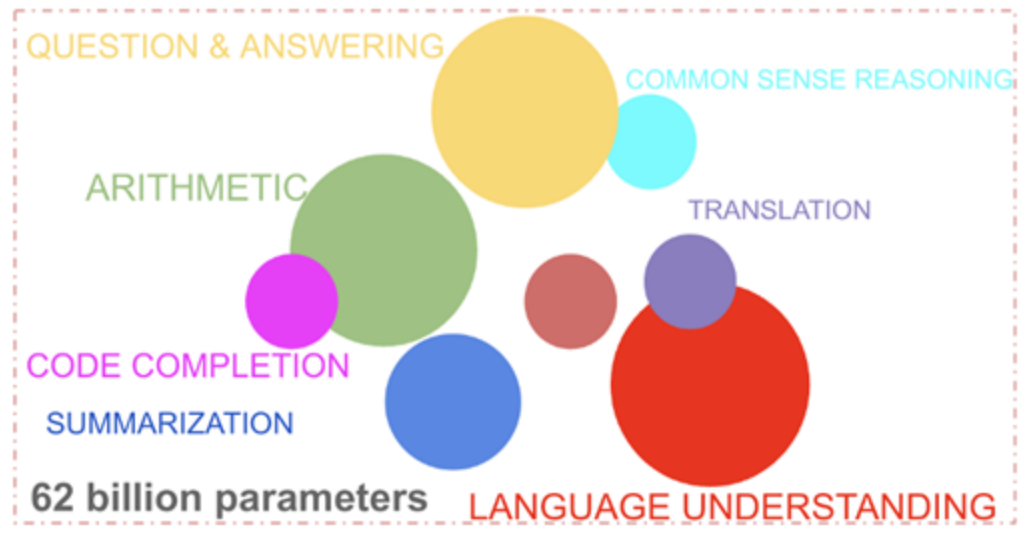 QUESTION & ANSWERING
COMMON SENSE REASONING
ARITHMETIC
TRANSLATION
CODE COMPLETION
SUMMARIZATION
62 billion parameters
LANGUAGE UNDERSTANDING